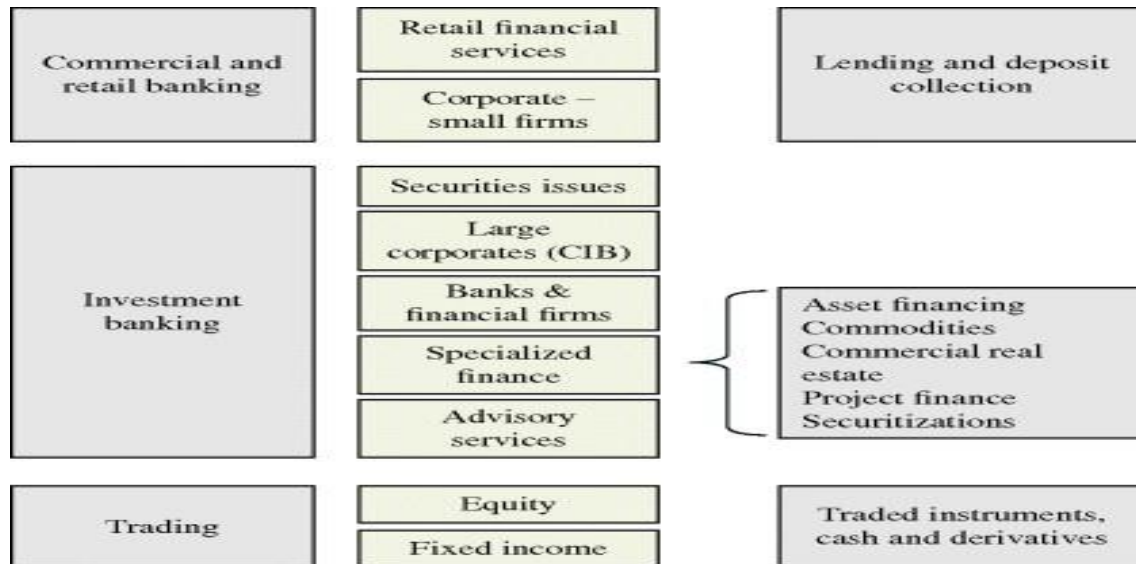 Commercial and
retail banking
Retail financial
services
Corporate –
small firms
Lending and deposit
collection
Investment
banking
Securities issues
Large
corporates (CIB)
Banks &
financial firms
Specialized
finance
Advisory
services
Asset financing
Commodities
Commercial real
estate
Project finance
Securitizations
Trading
Equity
Fixed income
Traded instruments,
cash and derivatives